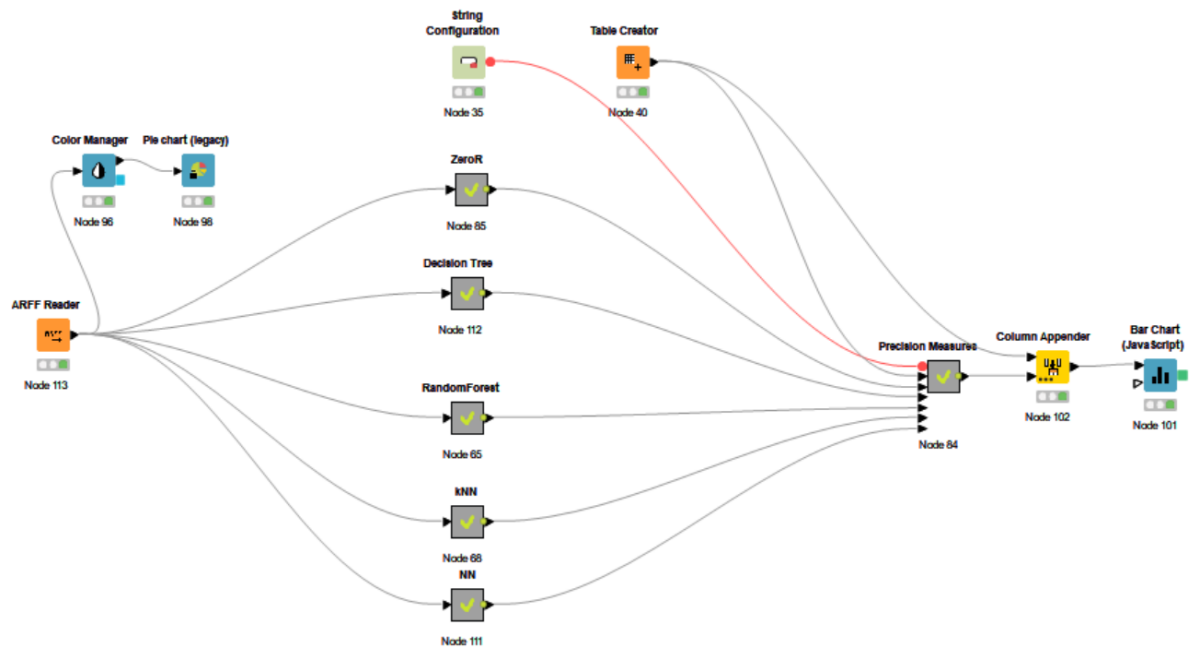 String
Configuration
Node 35
Table Creator
Node 40
Color Manager
Node 96
Pie chart (legacy)
Node 98
ZeroR
Node 85
Decision Tree
Node 112
ARFF Reader
Node 113
RandomForest
Node 65
kNN
Node 68
NN
Node 111
Precision Measures
Node 84
Column Appender
Node 102
Bar Chart
(JavaScript)
Node 101